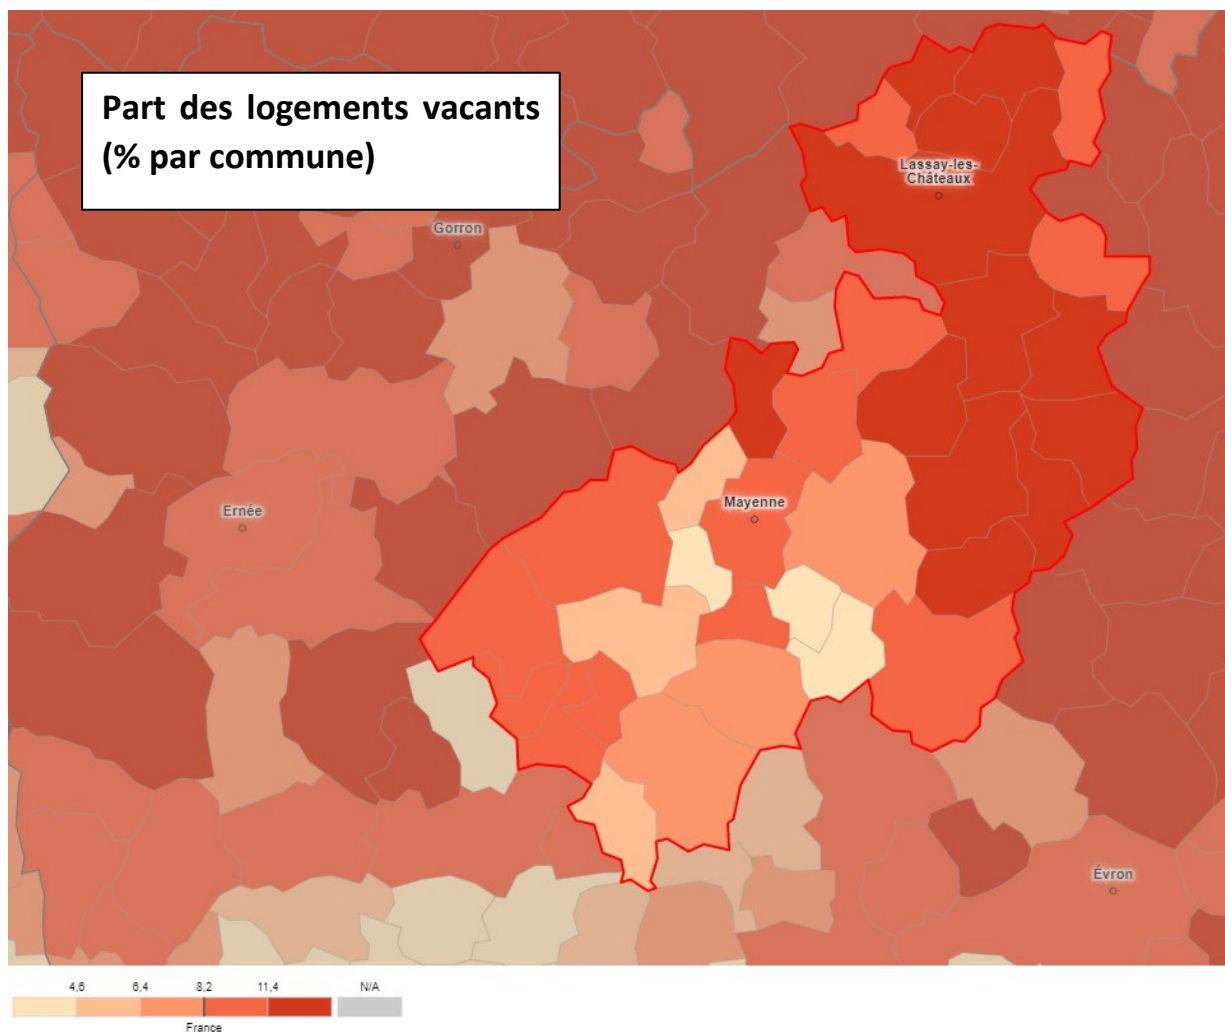 Part des logements vacants
(% par commune)
Lassay-les-
Châteaux
Gorron
Ernée
Mayenne
Évron
4,6 6,4 8,2 11,4 N/A
France